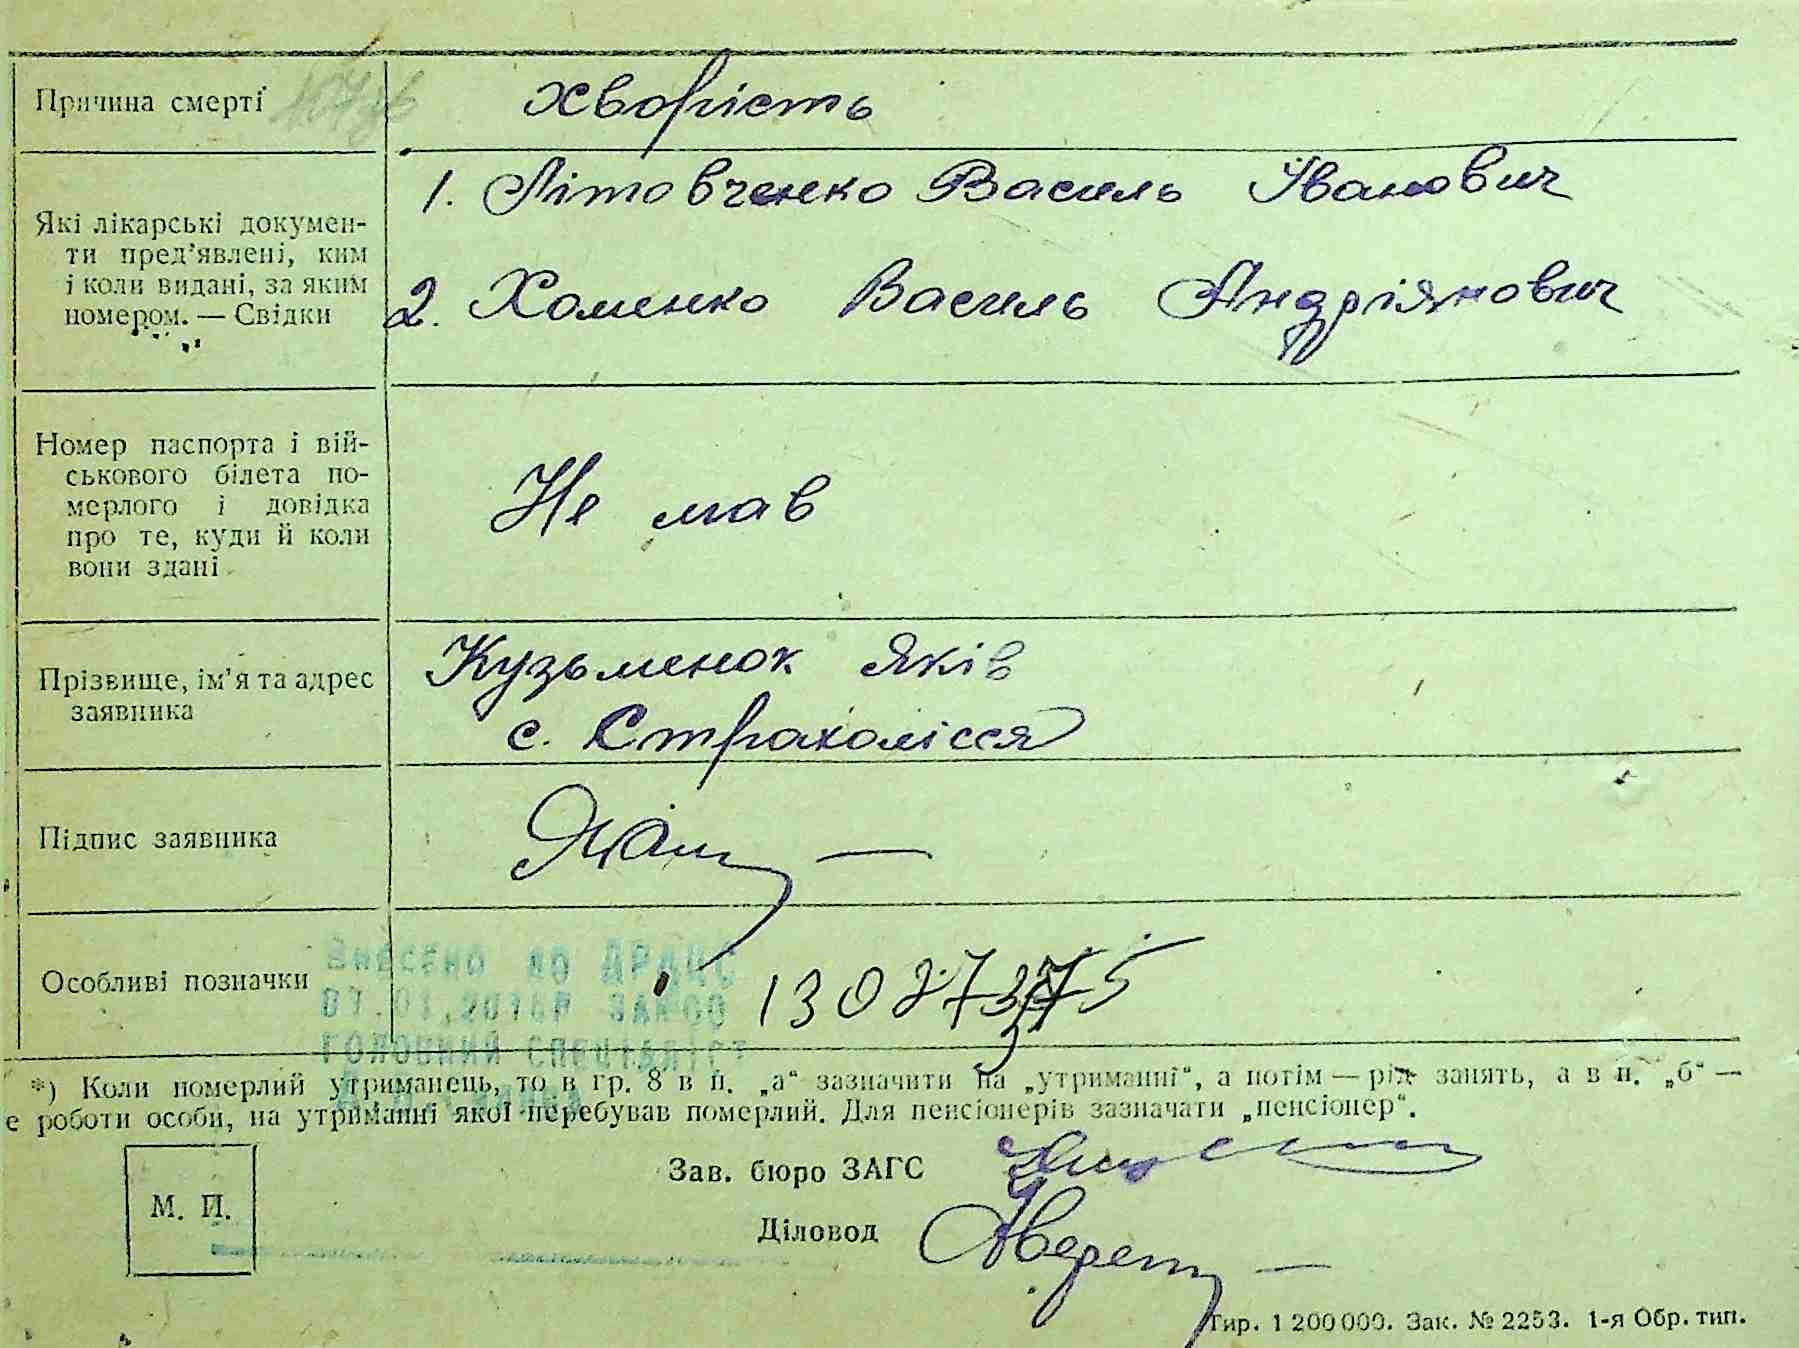 Причина смерті
хворість
Які лікарські докумен-
ти пред'явлені, ким
і коли видані, за яким
номером. — Свідки
1. Літовченко Василь Іванович
2. Хоменко Василь Андріянович
Номер паспорта і вій-
ськового білета по-
мерлого і довідка
про те, куди й коли
вони здані
Не мав
Прізвище, ім'я та адрес
заявника
Кузьменок Яків
с. Страхолісся
Підпис заявника
Особливі позначки
Внесено до ДРАЦС
головний спеціаліст
*) Коли померлий утриманець, то в гр. 8 в п. „а“ зазначити на „утриманні“, а потім — рід занять, а в п. „б“ —
е роботи особи, на утриманні якої перебував померлий. Для пенсіонерів зазначати „пенсіонер“.
Зав. бюро ЗАГС
М. П.
Діловод
Тир. 1 200 000. Зак. № 2253. 1-я Обр. тип.